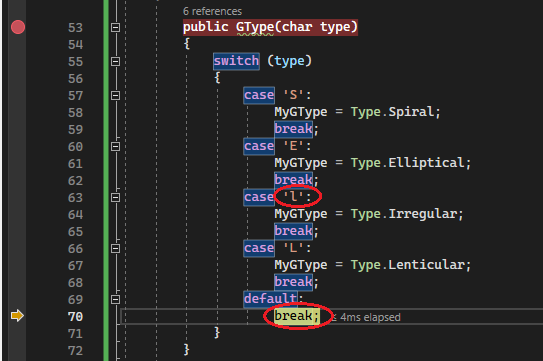 6 references
53 public GType(char type)
54 {
55 switch (type)
56 {
57 case 'S':
58 MyGType = Type.Spiral;
59 break;
60 case 'E':
61 MyGType = Type.Elliptical;
62 break;
63 case 'l':
64 MyGType = Type.Irregular;
65 break;
66 case 'L':
67 MyGType = Type.Lenticular;
68 break;
69 default:
70 break; ≤ 4ms elapsed
71 }
72 }